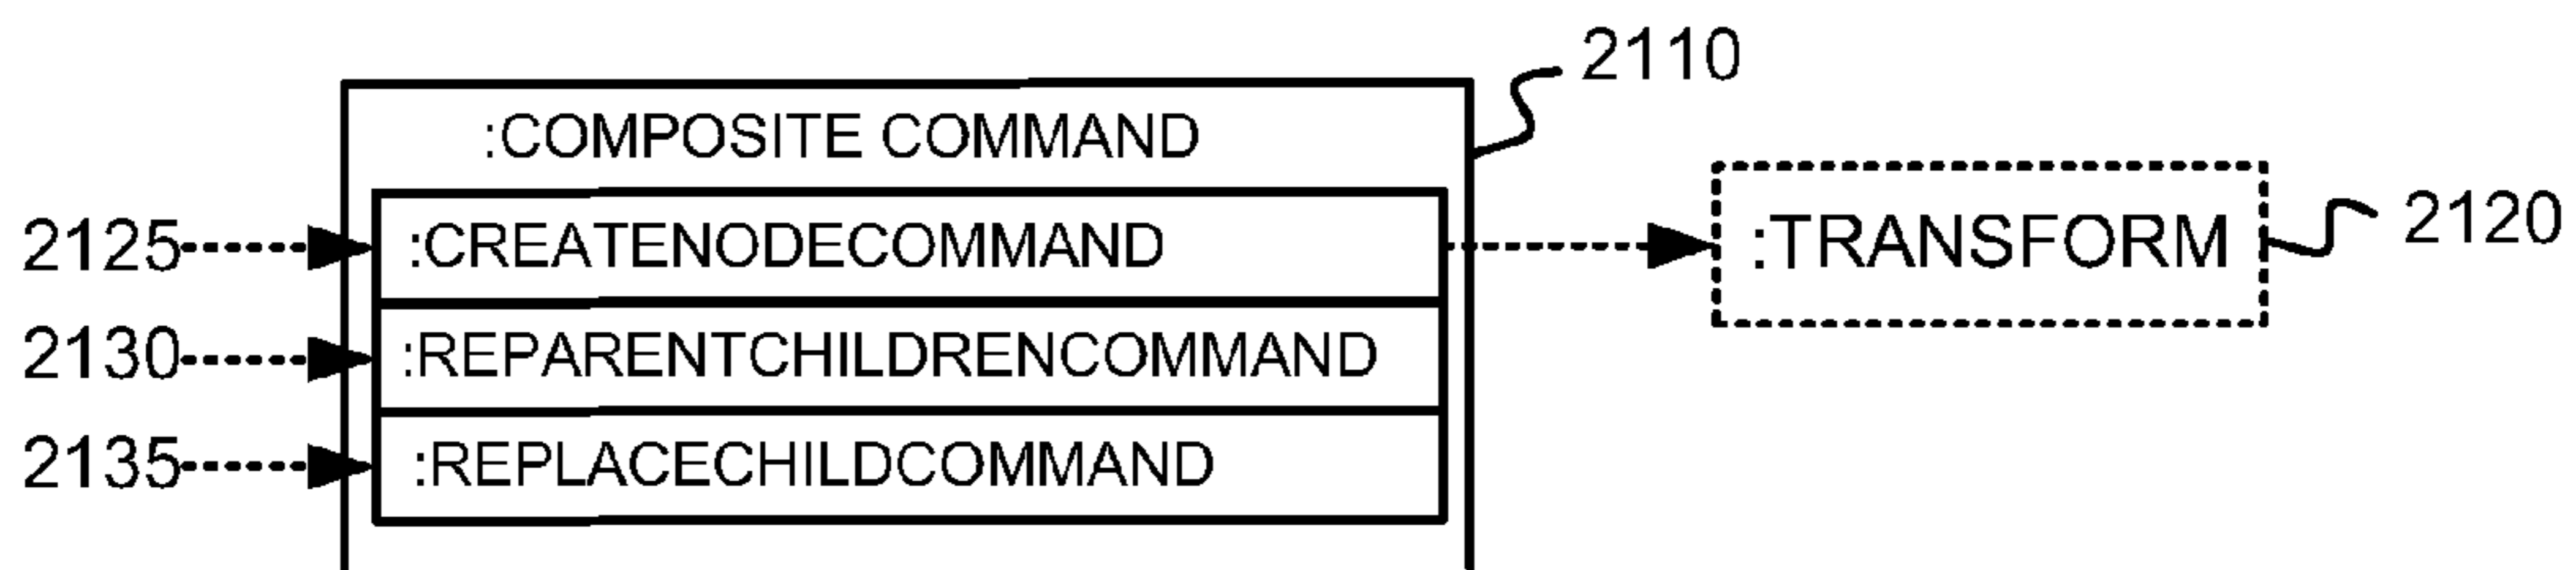 2110
:COMPOSITE COMMAND
2125 :CREATENODECOMMAND :TRANSFORM 2120
2130 :REPARENTCHILDRENCOMMAND
2135 :REPLACECHILDCOMMAND